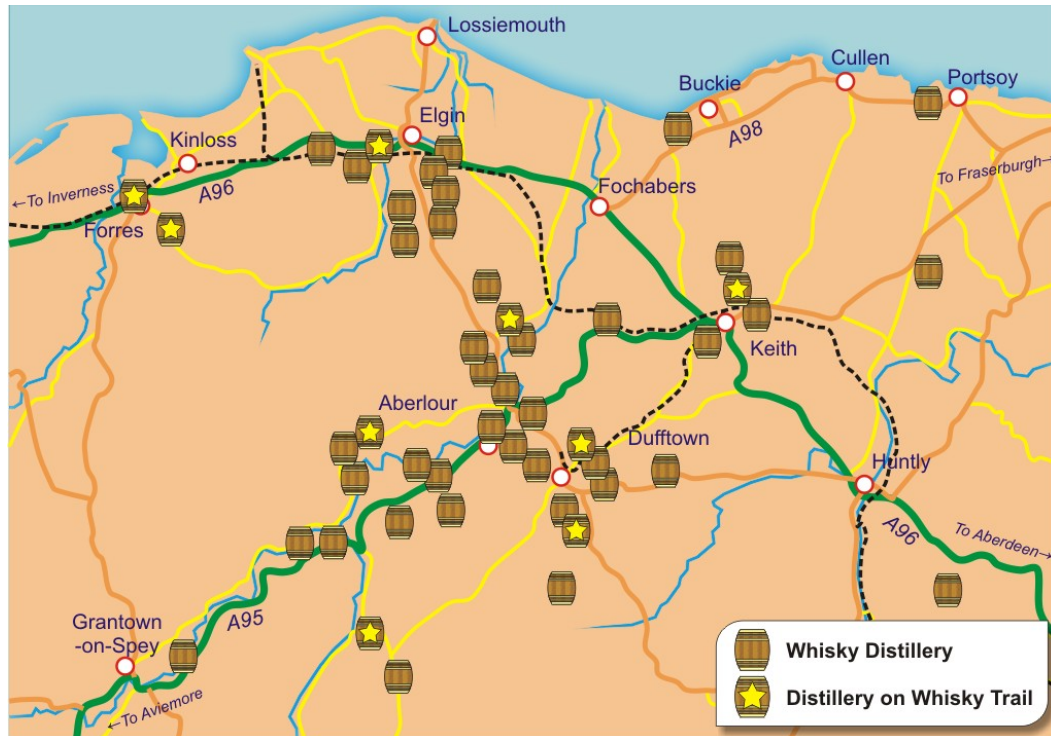 Lossiemouth
Cullen
Buckie
Portsoy
Elgin
A98
Kinloss
←To Inverness
A96
To Fraserburgh→
Fochabers
Forres
Keith
Aberlour
Dufftown
Huntly
A96
To Aberdeen→
A95
Grantown
-on-Spey
←To Aviemore
Whisky Distillery
Distillery on Whisky Trail